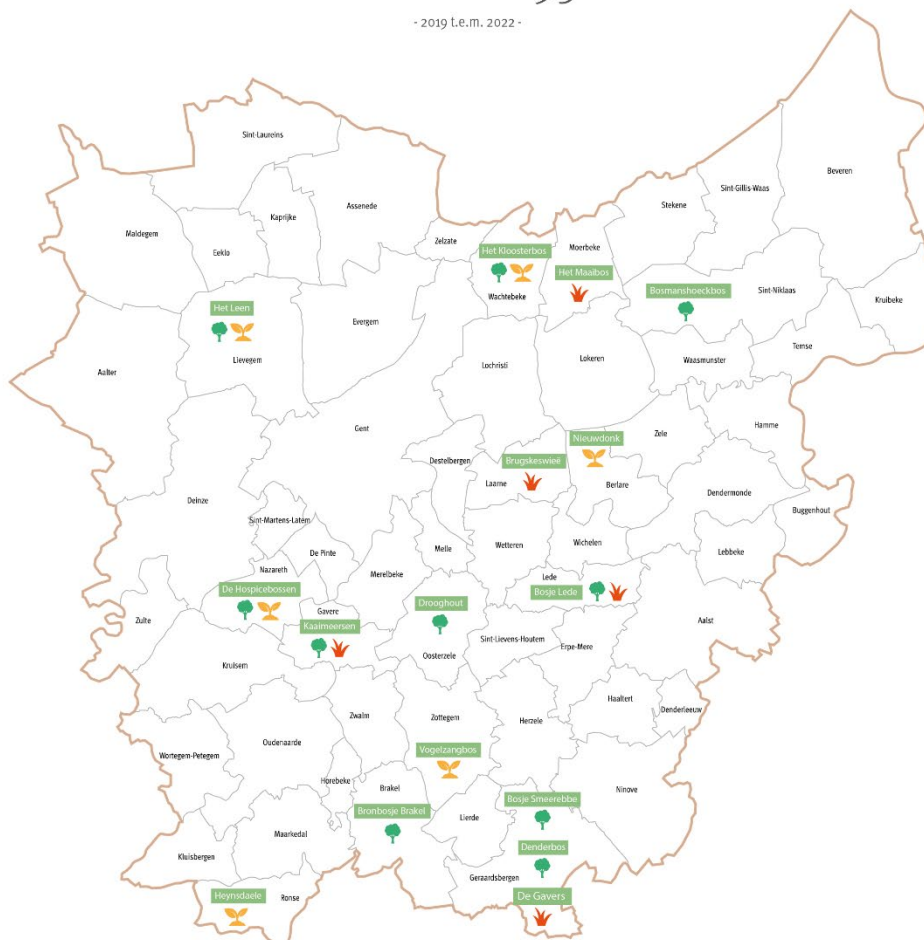 - 2019 t.e.m. 2022 -
Sint-Laureins
Beveren
Sint-Gillis-Waas
Stekene
Assenede
Kaprijke
Maldegem
Eeklo
Zelzate
Moerbeke
Het Kloosterbos
Wachtebeke
Het Maaibos
Bosmanshoeckbos
Sint-Niklaas
Kruibeke
Het Leen
Lievegem
Evergem
Aalter
Lochristi
Lokeren
Waasmunster
Temse
Gent
Hamme
Zele
Nieuwdonk
Destelbergen
Brugskeswieë
Laarne
Berlare
Dendermonde
Deinze
Buggenhout
Sint-Martens-Latem
De Pinte
Melle
Wetteren
Wichelen
Lebbeke
Nazareth
Merelbeke
Lede
De Hospicebossen
Bosje Lede
Drooghout
Gavere
Kaaimeersen
Zulte
Aalst
Sint-Lievens-Houtem
Erpe-Mere
Oosterzele
Kruisem
Haaltert
Denderleeuw
Zwalm
Zottegem
Herzele
Oudenaarde
Vogelzangbos
Wortegem-Petegem
Horebeke
Brakel
Ninove
Bosje Smeerebbe
Bronbosje Brakel
Lierde
Maarkedal
Denderbos
Kluisbergen
Geraardsbergen
Heynsdaele
Ronse
De Gavers